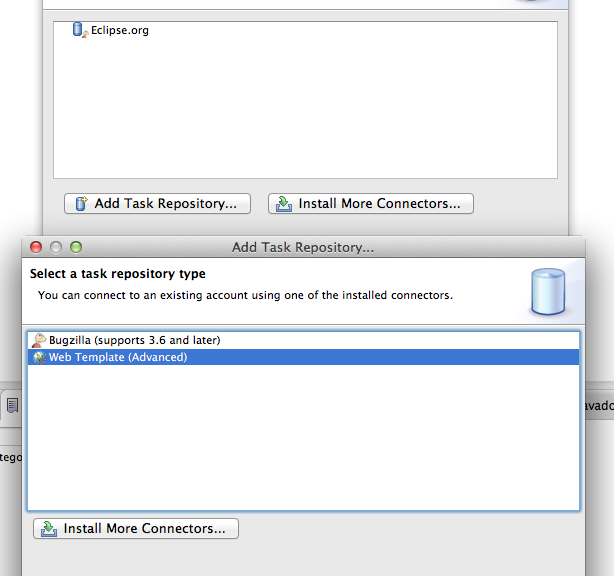 Eclipse.org
Add Task Repository...
Install More Connectors...
Add Task Repository...
Select a task repository type
You can connect to an existing account using one of the installed connectors.
Bugzilla (supports 3.6 and later)
Web Template (Advanced)
Install More Connectors...